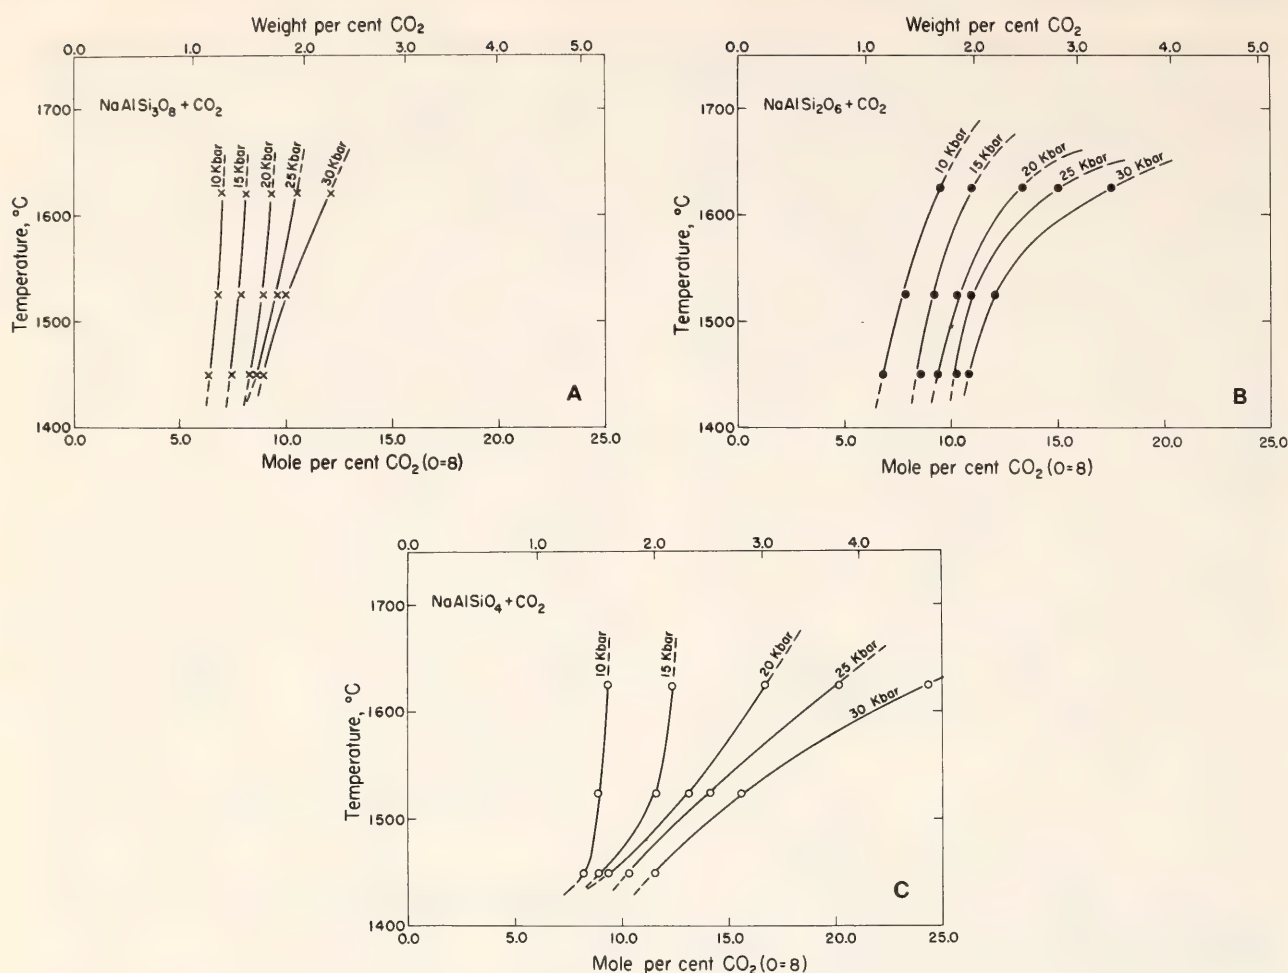 Weight per cent CO₂
0.0 1.0 2.0 3.0 4.0 5.0
NaAlSi₃O₈ + CO₂
10 Kbar
15 Kbar
20 Kbar
25 Kbar
30 Kbar
1700
1600
1500
1400
Temperature, °C
A
0.0 5.0 10.0 15.0 20.0 25.0
Mole per cent CO₂ (O=8)
Weight per cent CO₂
0.0 1.0 2.0 3.0 4.0 5.0
NaAlSi₂O₆ + CO₂
10 Kbar
15 Kbar
20 Kbar
25 Kbar
30 Kbar
1700
1600
1500
1400
Temperature, °C
B
0.0 5.0 10.0 15.0 20.0 25.0
Mole per cent CO₂ (O=8)
0.0 1.0 2.0 3.0 4.0
NaAlSiO₄ + CO₂
10 Kbar
15 Kbar
20 Kbar
25 Kbar
30 Kbar
1700
1600
1500
1400
Temperature, °C
C
0.0 5.0 10.0 15.0 20.0 25.0
Mole per cent CO₂ (O=8)